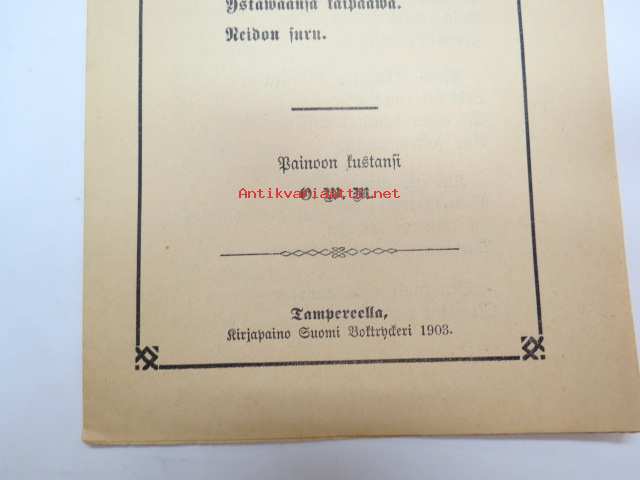 Ystäwäänsä kaipaawa.
Neidon suru.
Painoon kustansi
O. W. M.
Antikvariaatti.net
Tampereella,
Kirjapaino Suomi Boktryckeri 1903.